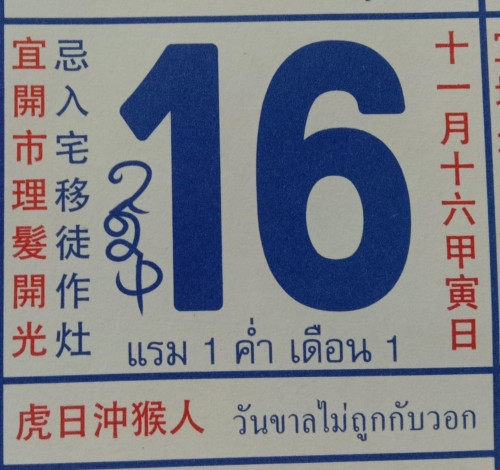 宜開市理髮開光
忌入宅移徒作灶
16
十一月十六甲寅日
แรม 1 ค่ำ เดือน 1
虎日沖猴人
วันขาลไม่ถูกกับวอก